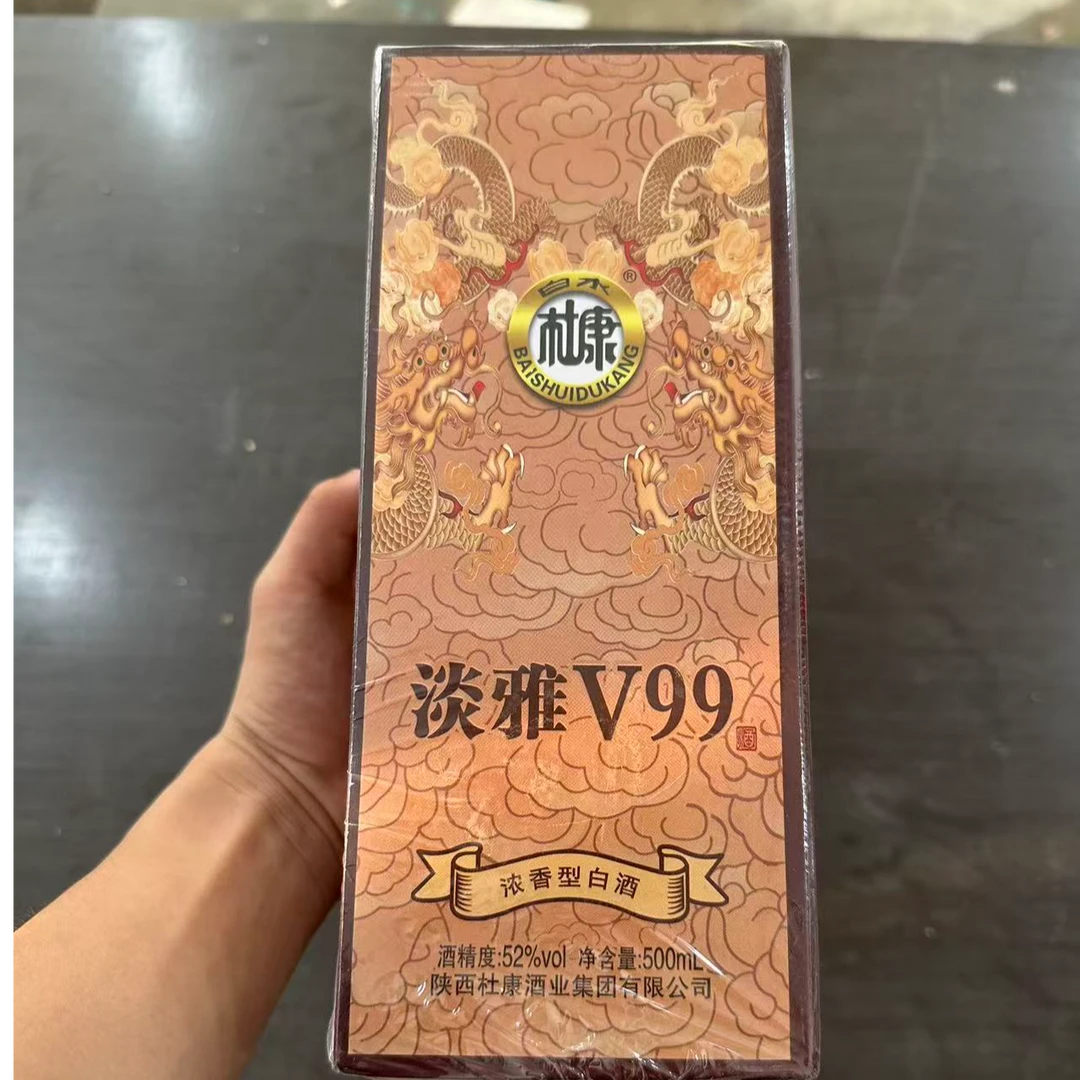 白水
杜康
®
BAISHUIDUKANG
淡雅V99
酒
浓香型白酒
酒精度:52%vol 净含量:500mL
陕西杜康酒业集团有限公司